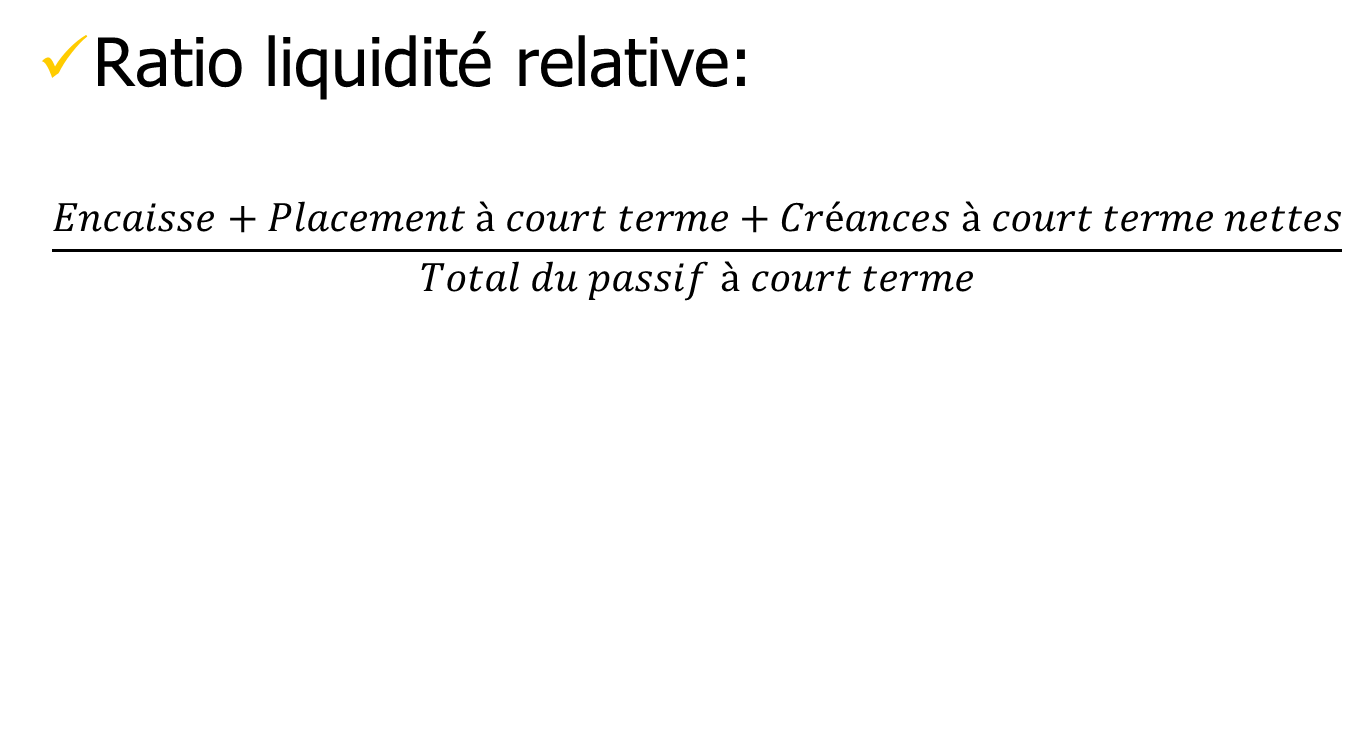 ✓Ratio liquidité relative:
Encaisse + Placement à court terme + Créances à court terme nettes
Total du passif à court terme